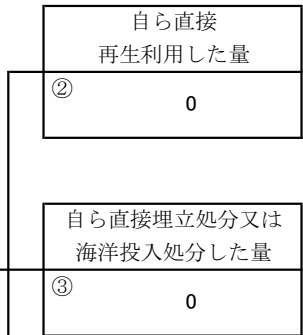 自ら直接
再生利用した量
②
0
自ら直接埋立処分又は
海洋投入処分した量
③
0